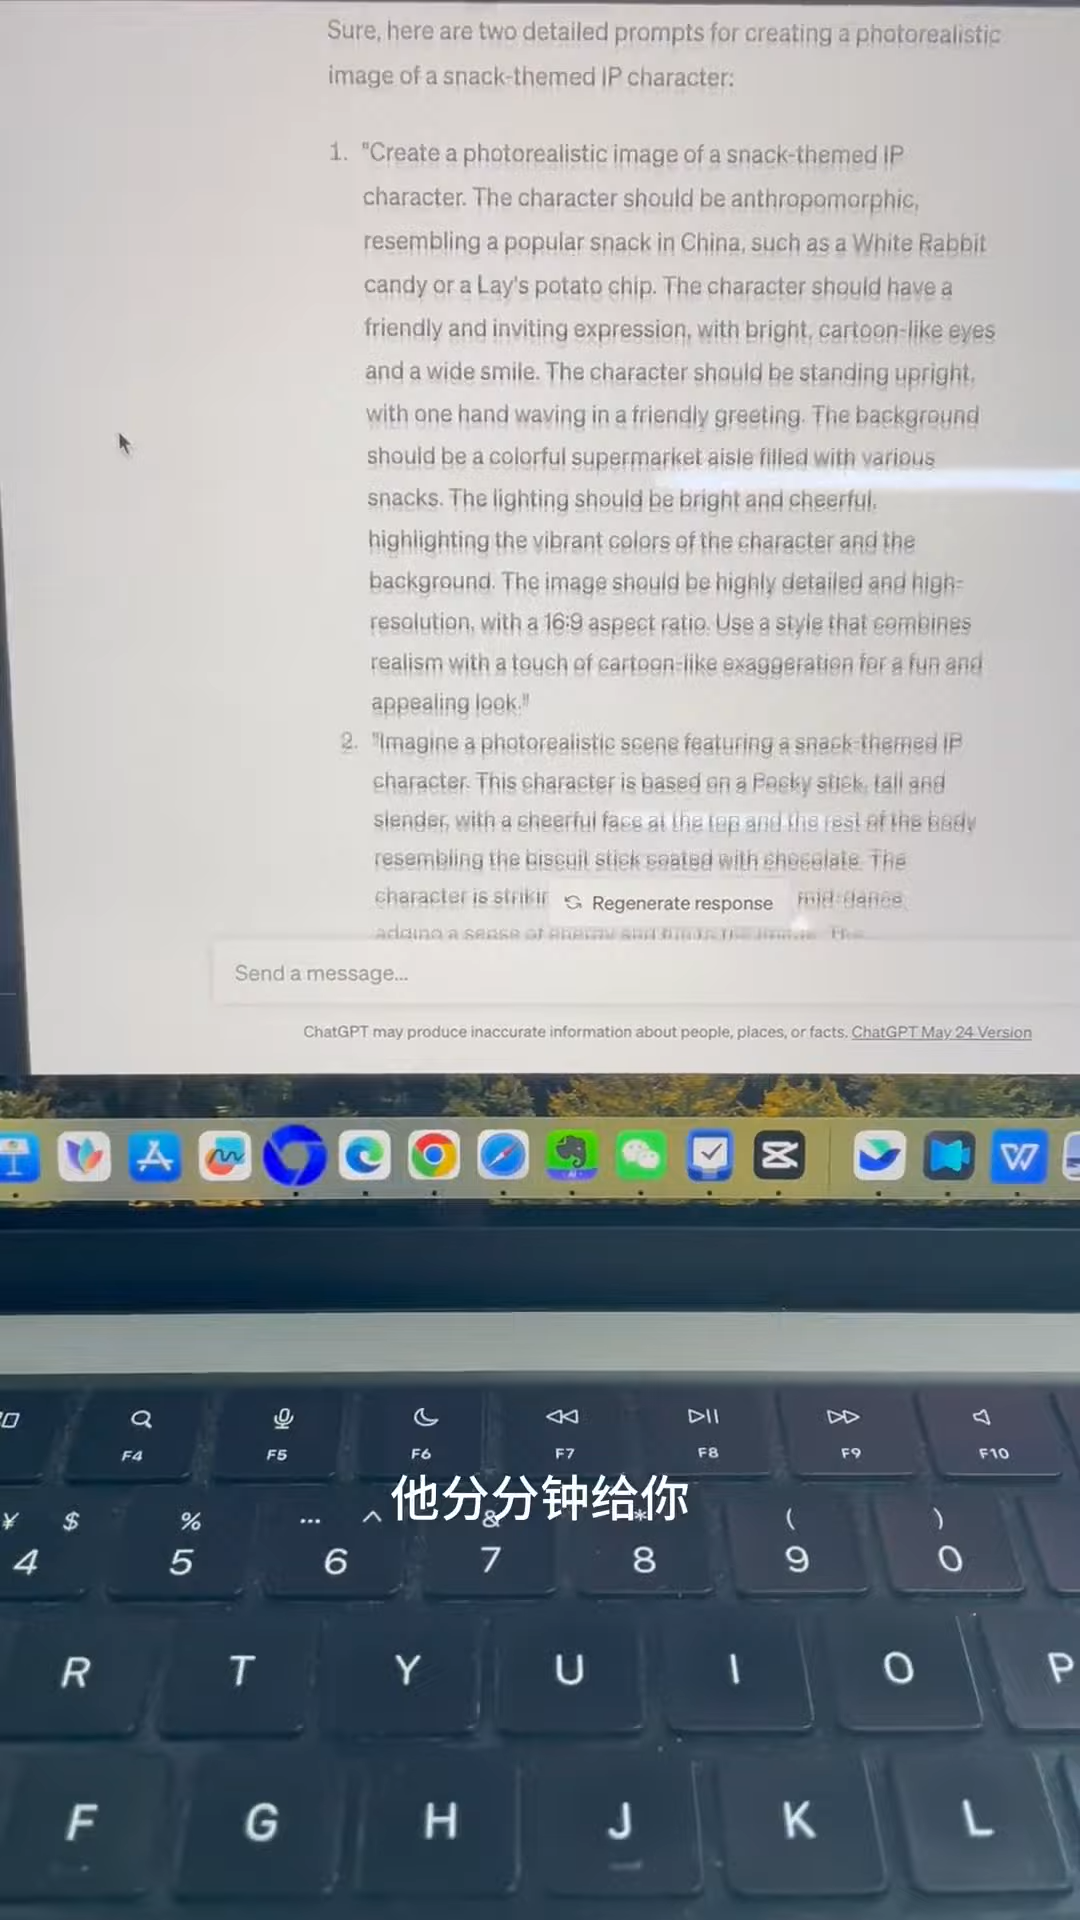 Sure, here are two detailed prompts for creating a photorealistic
image of a snack-themed IP character:
1. "Create a photorealistic image of a snack-themed IP
character. The character should be anthropomorphic,
resembling a popular snack in China, such as a White Rabbit
candy or a Lay's potato chip. The character should have a
friendly and inviting expression, with bright, cartoon-like eyes
and a wide smile. The character should be standing upright,
with one hand waving in a friendly greeting. The background
should be a colorful supermarket aisle filled with various
snacks. The lighting should be bright and cheerful,
highlighting the vibrant colors of the character and the
background. The image should be highly detailed and high-
resolution, with a 16:9 aspect ratio. Use a style that combines
realism with a touch of cartoon-like exaggeration for a fun and
appealing look."
2. "Imagine a photorealistic scene featuring a snack-themed IP
character. This character is based on a Pocky stick, tall and
slender, with a cheerful face at the top and the rest of the body
resembling the biscuit stick coated with chocolate. The
character is mid-dance,
Regenerate response
adding a sense of energy and
Send a message...
ChatGPT may produce inaccurate information about people, places, or facts. ChatGPT May 24 Version
F4 F5 F6 F7 F8 F9 F10
他分分钟给你
¥ $ % … ^ & * ( )
4 5 6 7 8 9 0
R T Y U I O P
F G H J K L